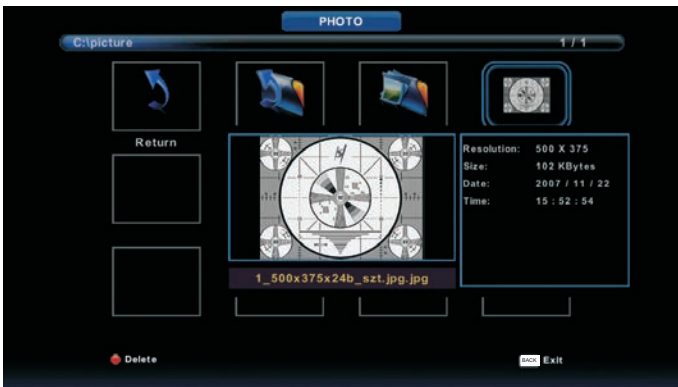 PHOTO
C:\picture 1 / 1
Return
Resolution: 500 X 375
Size: 102 KBytes
Date: 2007 / 11 / 22
Time: 15 : 52 : 54
1_500x375x24b_szt.jpg.jpg
Delete BACK Exit